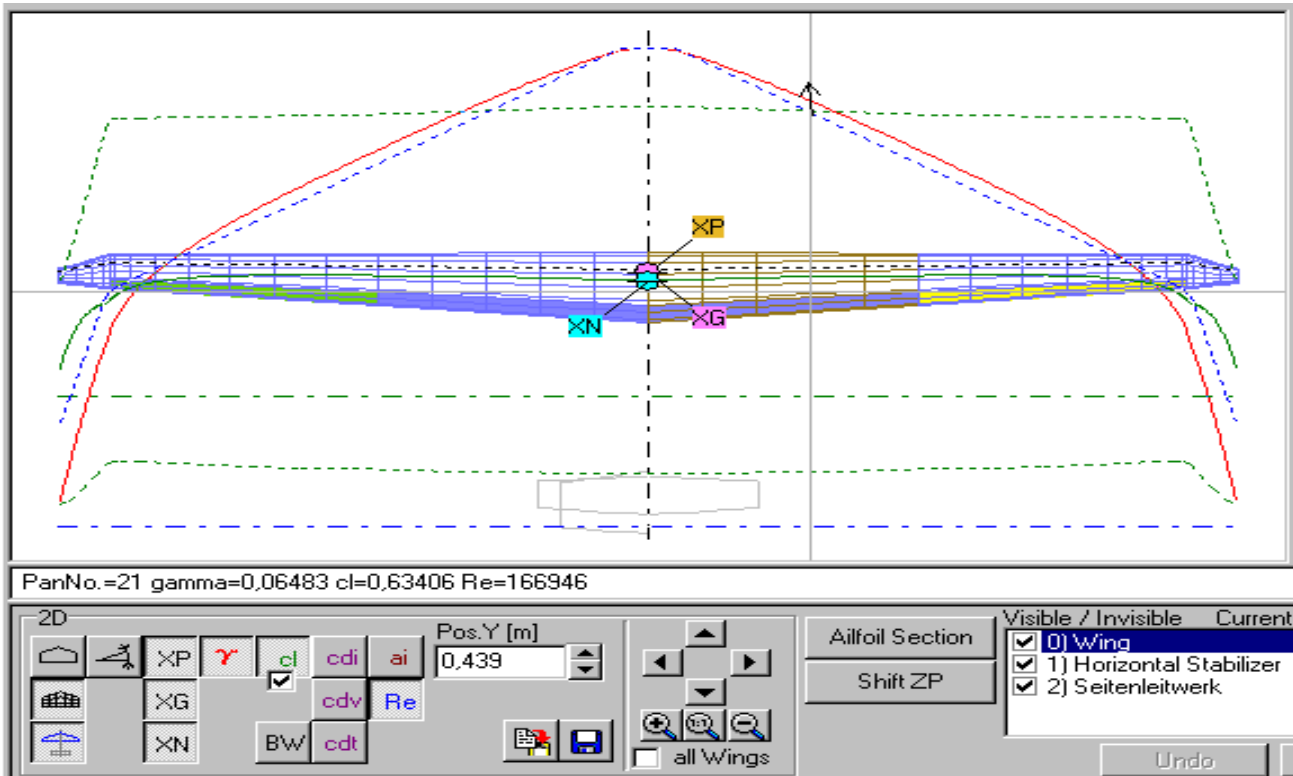 XP
XN
XG
PanNo.=21 gamma=0,06483 cl=0,63406 Re=166946
2D
XP γ cl cdi ai
XG cdv Re
XN BW cdt
Pos.Y [m]
0,439
1:1
all Wings
Ailfoil Section
Shift ZP
Visible / Invisible Current
0) Wing
1) Horizontal Stabilizer
2) Seitenleitwerk
Undo